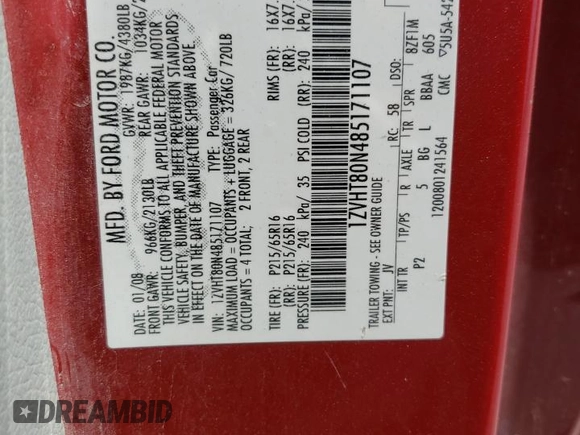 MFD. BY FORD MOTOR CO.
DATE: 01/08 GVWR: 1987KG/4380LB
FRONT GAWR: 966KG/2130LB REAR GAWR: 1034KG/
THIS VEHICLE CONFORMS TO ALL APPLICABLE FEDERAL MOTOR
VEHICLE SAFETY, BUMPER, AND THEFT PREVENTION STANDARDS
IN EFFECT ON THE DATE OF MANUFACTURE SHOWN ABOVE.
VIN: 1ZVHT80N485171107 TYPE: Passenger Car
MAXIMUM LOAD = OCCUPANTS + LUGGAGE = 326KG/720LB
OCCUPANTS = 4 TOTAL: 2 FRONT, 2 REAR
TIRE (FR): P215/65R16 RIMS (FR): 16X7.
(RR): P215/65R16 (RR): 16X7.
PRESSURE (FR): 240 kPa/ 35 PSI COLD (RR): 240 kPa/
1ZVHT80N485171107
TRAILER TOWING - SEE OWNER GUIDE
EXT PNT: JV RC: 58 DSO:
INT TR TP/PS R AXLE TR SPR 8ZF1M
P2 5 BG L BBAA 605
1200801241564 CMC ▽5U5A-542
DREAMBID